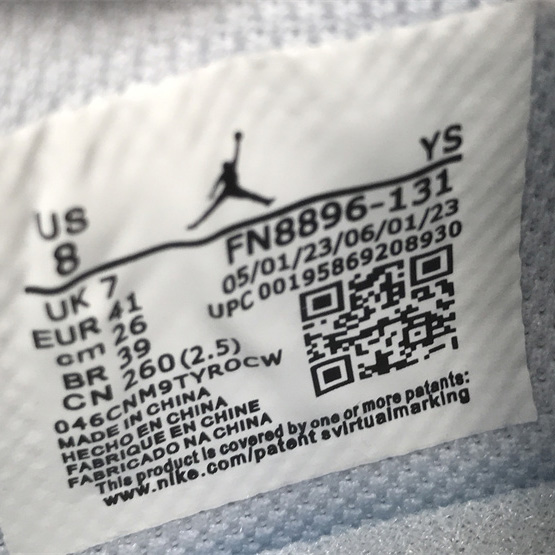 US
8
YS
FN8896-131
05/01/23/06/01/23
UPC 00195869208930
UK 7
EUR 41
cm 26
BR 39
CN 260(2.5)
046CNM9TYROCW
MADE IN CHINA
HECHO EN CHINA
FABRIQUE EN CHINE
FABRICADO NA CHINA
This product is covered by one or more patents:
www.nike.com/patent svirtualmarking